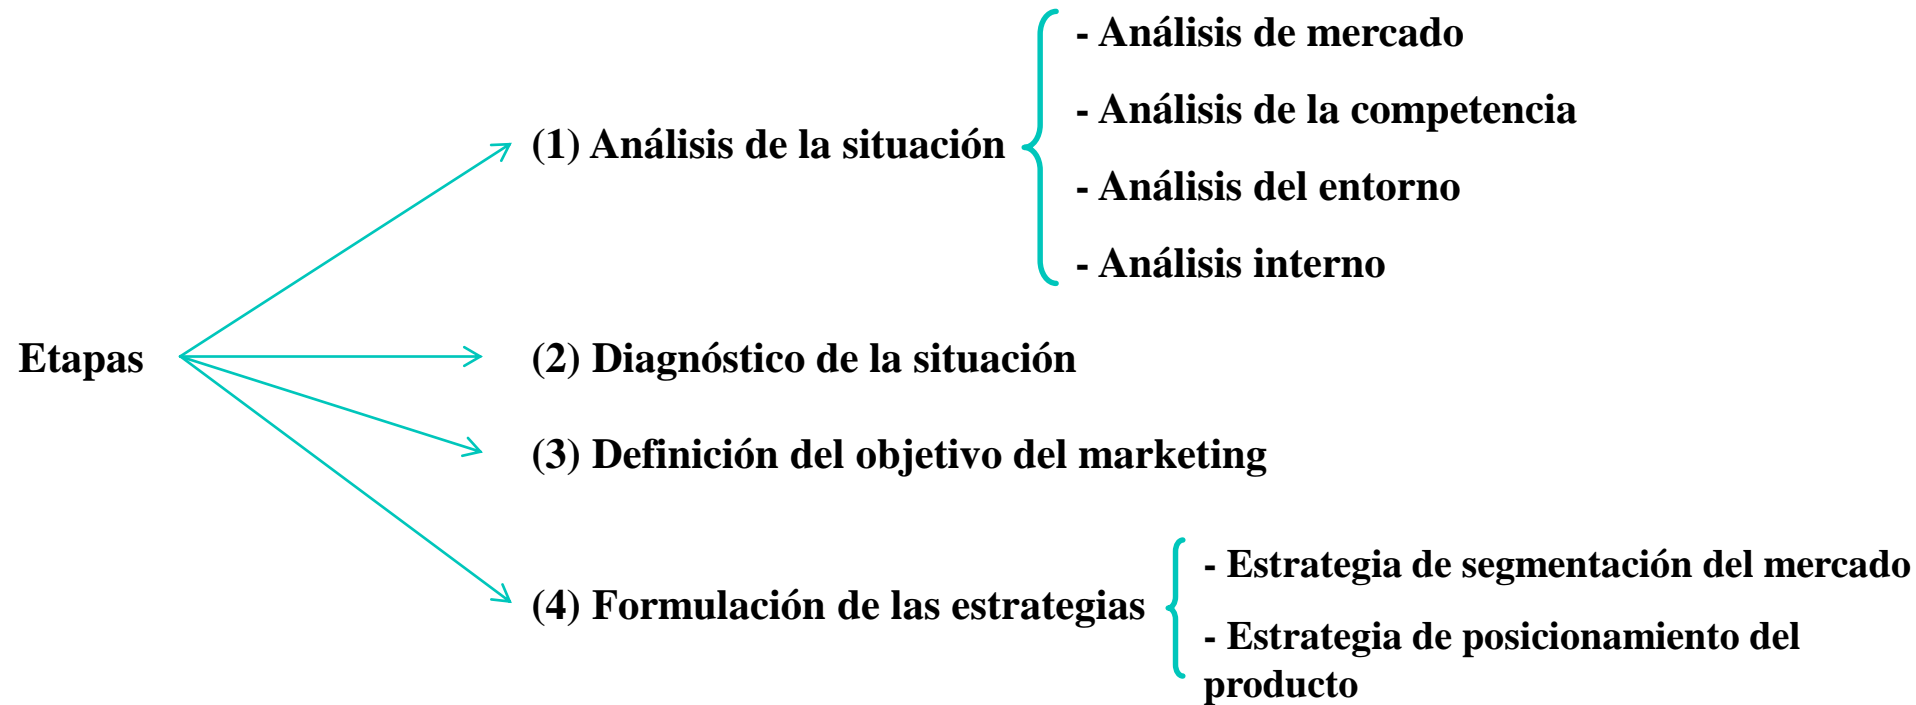 Etapas
(1) Análisis de la situación
- Análisis de mercado
- Análisis de la competencia
- Análisis del entorno
- Análisis interno
(2) Diagnóstico de la situación
(3) Definición del objetivo del marketing
(4) Formulación de las estrategias
- Estrategia de segmentación del mercado
- Estrategia de posicionamiento del
producto